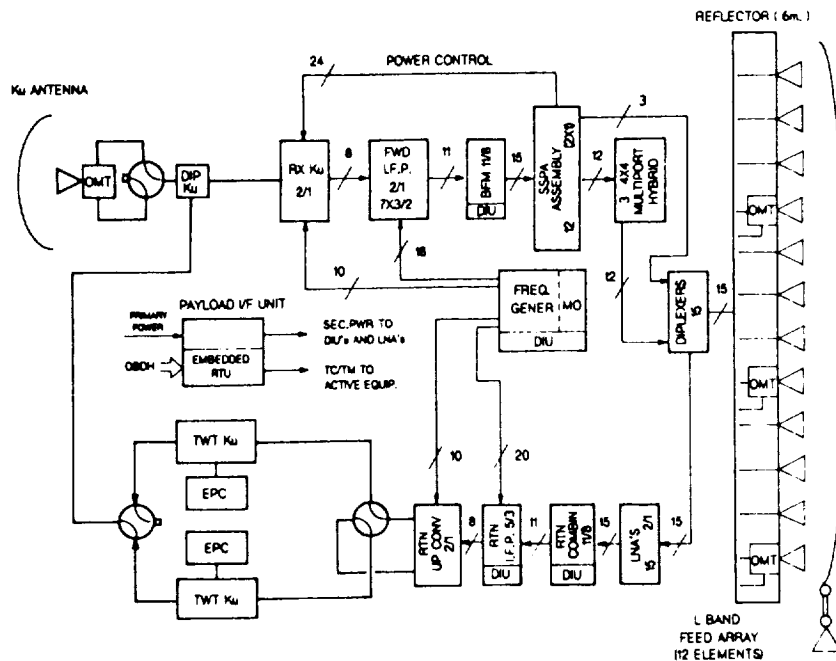 REFLECTOR (6m.)
24
POWER CONTROL
Ku ANTENNA
3
OMT
DIP
Ku
RX Ku
2/1
8
FWD
I.F.P.
2/1
7X3/2
11
BFM 11/8
DIU
15
SSPA
ASSEMBLY
(2X1)
12
13
3 4X4
MULTIPORT
HYBRID
OMT
18
10
FREQ.
GENER
MO
DIU
13
DIPLEXERS
15
15
PAYLOAD I/F UNIT
PRIMARY
POWER
SEC.PWR TO
DIU's AND LNA's
OBDH
EMBEDDED
RTU
TC/TM TO
ACTIVE EQUIP.
OMT
TWT Ku
EPC
10
20
EPC
TWT Ku
RTN
UP CONV
2/1
8
RTN
I.F.P. 5/3
DIU
11
RTN
COMBIN
11/8
DIU
15
LNA'S
2/1
15
15
OMT
L BAND
FEED ARRAY
(12 ELEMENTS)